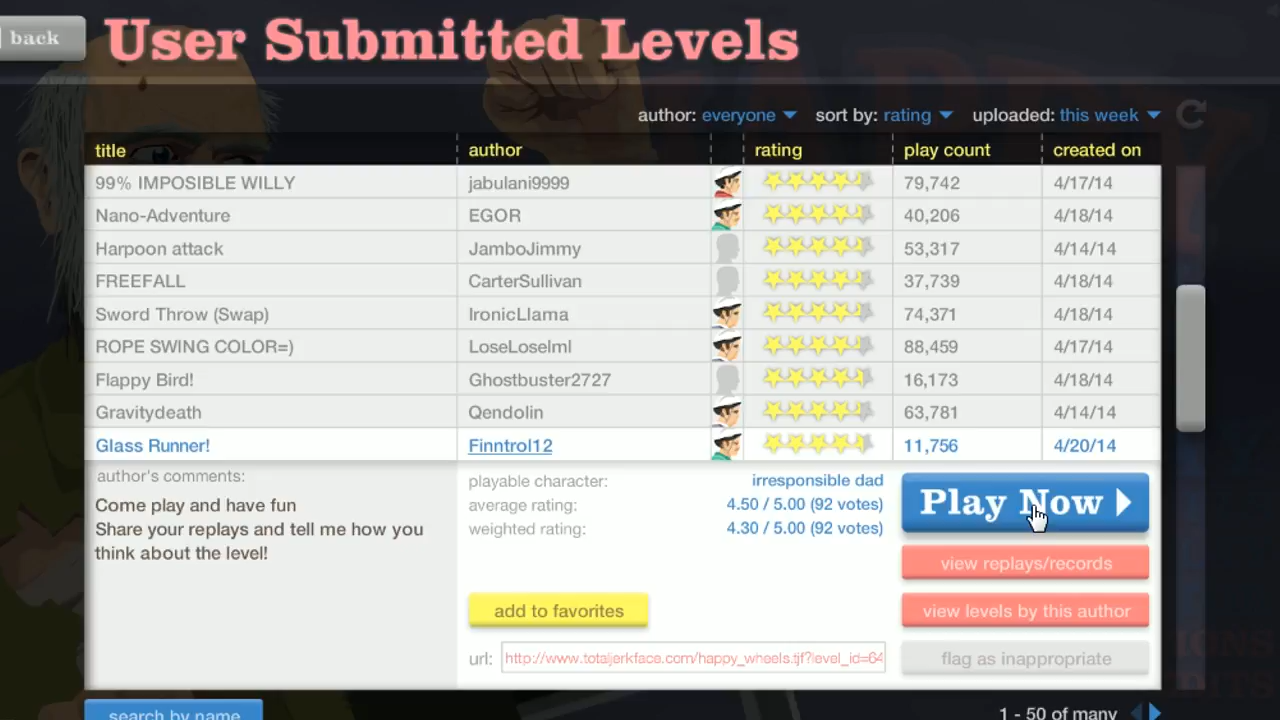 back
User Submitted Levels
author: everyone sort by: rating uploaded: this week
title author rating play count created on
99% IMPOSIBLE WILLY jabulani9999 79,742 4/17/14
Nano-Adventure EGOR 40,206 4/18/14
Harpoon attack JamboJimmy 53,317 4/14/14
FREEFALL CarterSullivan 37,739 4/18/14
Sword Throw (Swap) IronicLlama 74,371 4/18/14
ROPE SWING COLOR=) LoseLoselml 88,459 4/17/14
Flappy Bird! Ghostbuster2727 16,173 4/18/14
Gravitydeath Qendolin 63,781 4/14/14
Glass Runner! Finntrol12 11,756 4/20/14
author's comments:
Come play and have fun
Share your replays and tell me how you
think about the level!
playable character: irresponsible dad
average rating: 4.50 / 5.00 (92 votes)
weighted rating: 4.30 / 5.00 (92 votes)
add to favorites
url: http://www.totaljerkface.com/happy_wheels.tjf?level_id=64
Play Now
view replays/records
view levels by this author
flag as inappropriate
search by name
1 - 50 of many